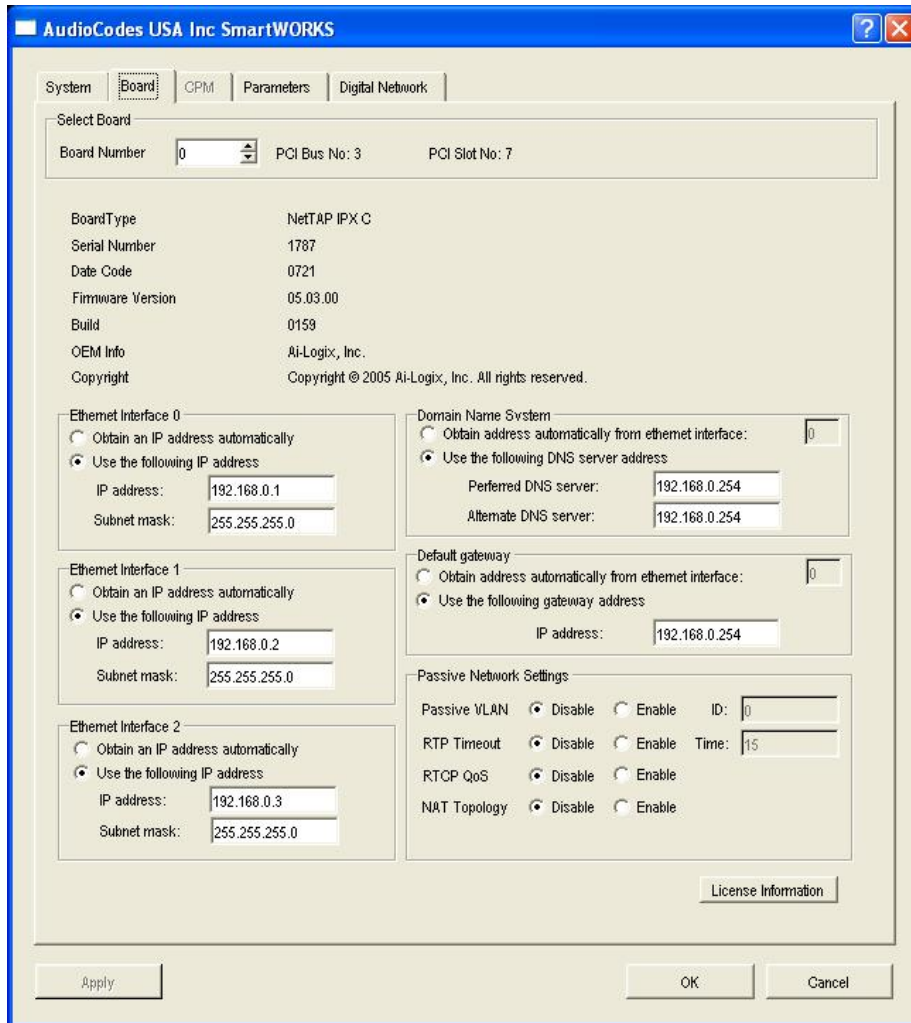 AudioCodes USA Inc SmartWORKS
System Board CPM Parameters Digital Network
Select Board
Board Number 0 PCI Bus No: 3 PCI Slot No: 7
BoardType NetTAP IPX C
Serial Number 1787
Date Code 0721
Firmware Version 05.03.00
Build 0159
OEM Info Ai-Logix, Inc.
Copyright Copyright © 2005 Ai-Logix, Inc. All rights reserved.
Ethernet Interface 0
Obtain an IP address automatically
Use the following IP address
IP address: 192.168.0.1
Subnet mask: 255.255.255.0
Ethernet Interface 1
Obtain an IP address automatically
Use the following IP address
IP address: 192.168.0.2
Subnet mask: 255.255.255.0
Ethernet Interface 2
Obtain an IP address automatically
Use the following IP address
IP address: 192.168.0.3
Subnet mask: 255.255.255.0
Domain Name System
Obtain address automatically from ethernet interface: 0
Use the following DNS server address
Perferred DNS server: 192.168.0.254
Alternate DNS server: 192.168.0.254
Default gateway
Obtain address automatically from ethernet interface: 0
Use the following gateway address
IP address: 192.168.0.254
Passive Network Settings
Passive VLAN Disable Enable ID: 0
RTP Timeout Disable Enable Time: 15
RTCP QoS Disable Enable
NAT Topology Disable Enable
License Information
Apply OK Cancel